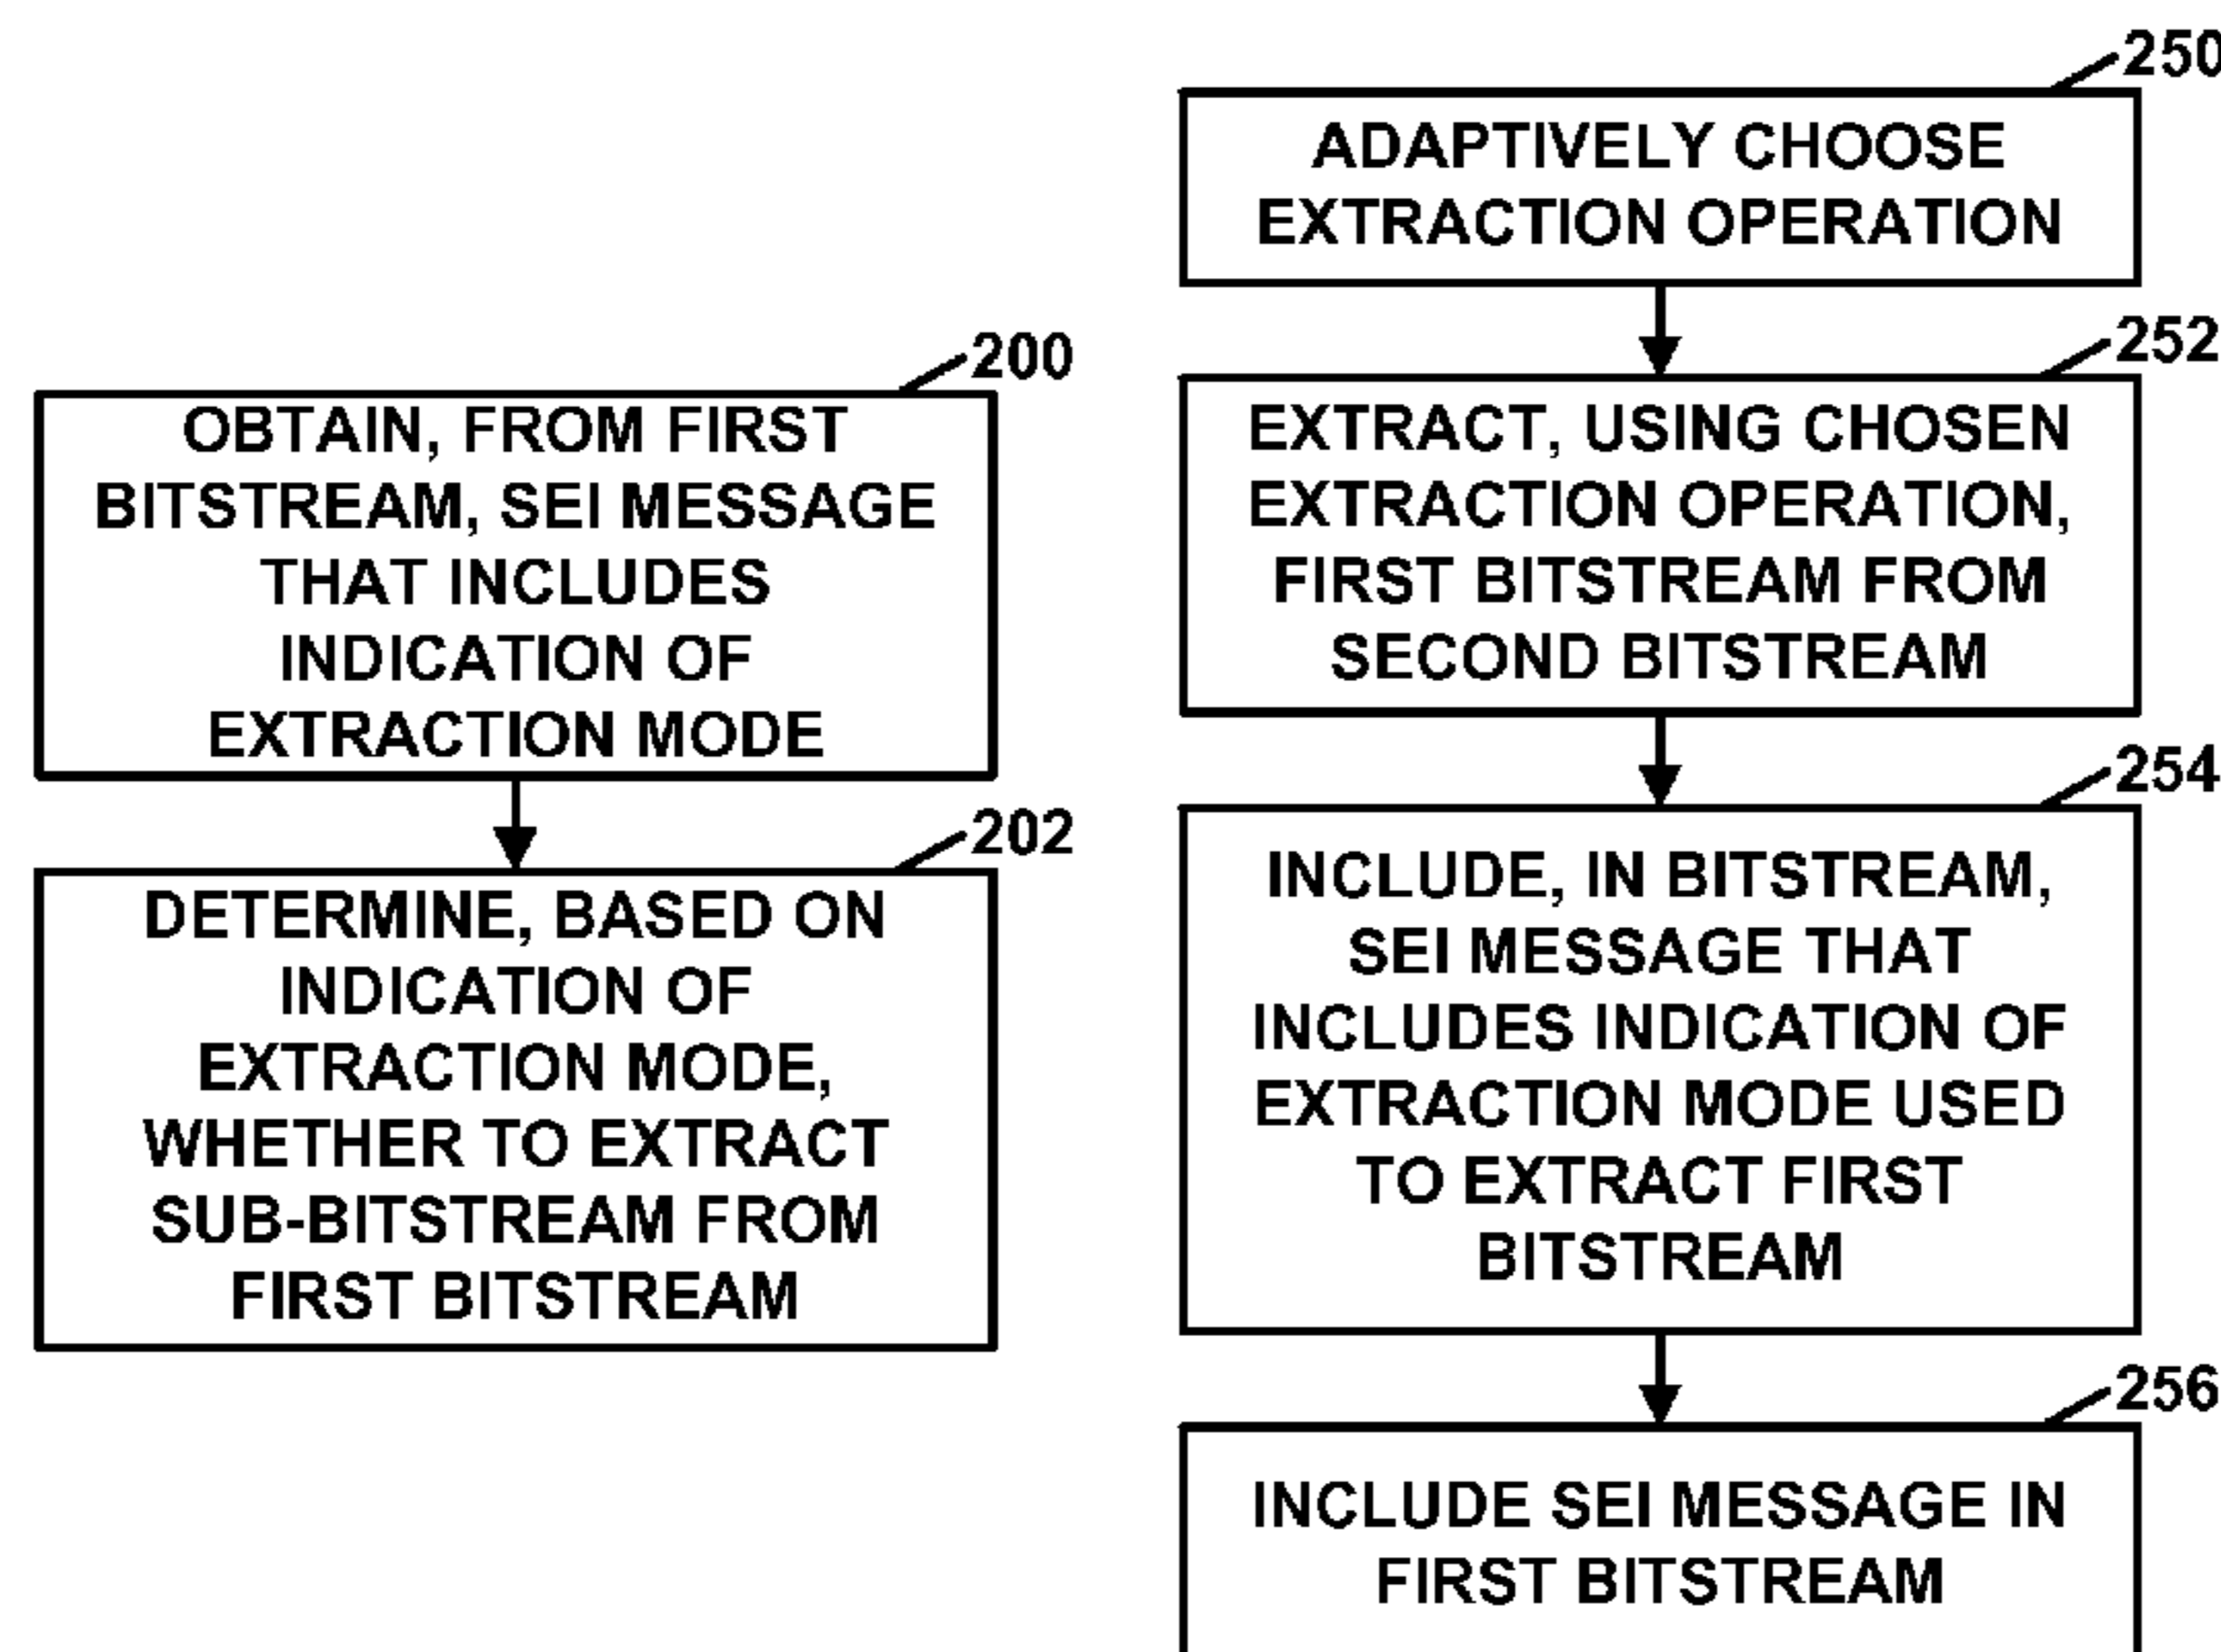 200
OBTAIN, FROM FIRST
BITSTREAM, SEI MESSAGE
THAT INCLUDES
INDICATION OF
EXTRACTION MODE
202
DETERMINE, BASED ON
INDICATION OF
EXTRACTION MODE,
WHETHER TO EXTRACT
SUB-BITSTREAM FROM
FIRST BITSTREAM
250
ADAPTIVELY CHOOSE
EXTRACTION OPERATION
252
EXTRACT, USING CHOSEN
EXTRACTION OPERATION,
FIRST BITSTREAM FROM
SECOND BITSTREAM
254
INCLUDE, IN BITSTREAM,
SEI MESSAGE THAT
INCLUDES INDICATION OF
EXTRACTION MODE USED
TO EXTRACT FIRST
BITSTREAM
256
INCLUDE SEI MESSAGE IN
FIRST BITSTREAM